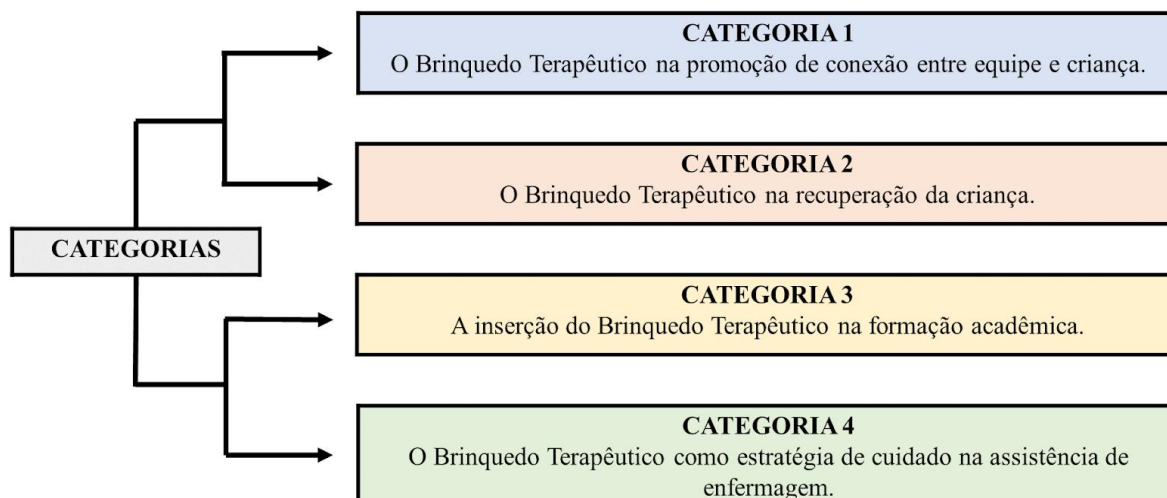 CATEGORIA 1
O Brinquedo Terapêutico na promoção de conexão entre equipe e criança.
CATEGORIA 2
O Brinquedo Terapêutico na recuperação da criança.
CATEGORIAS
CATEGORIA 3
A inserção do Brinquedo Terapêutico na formação acadêmica.
CATEGORIA 4
O Brinquedo Terapêutico como estratégia de cuidado na assistência de
enfermagem.